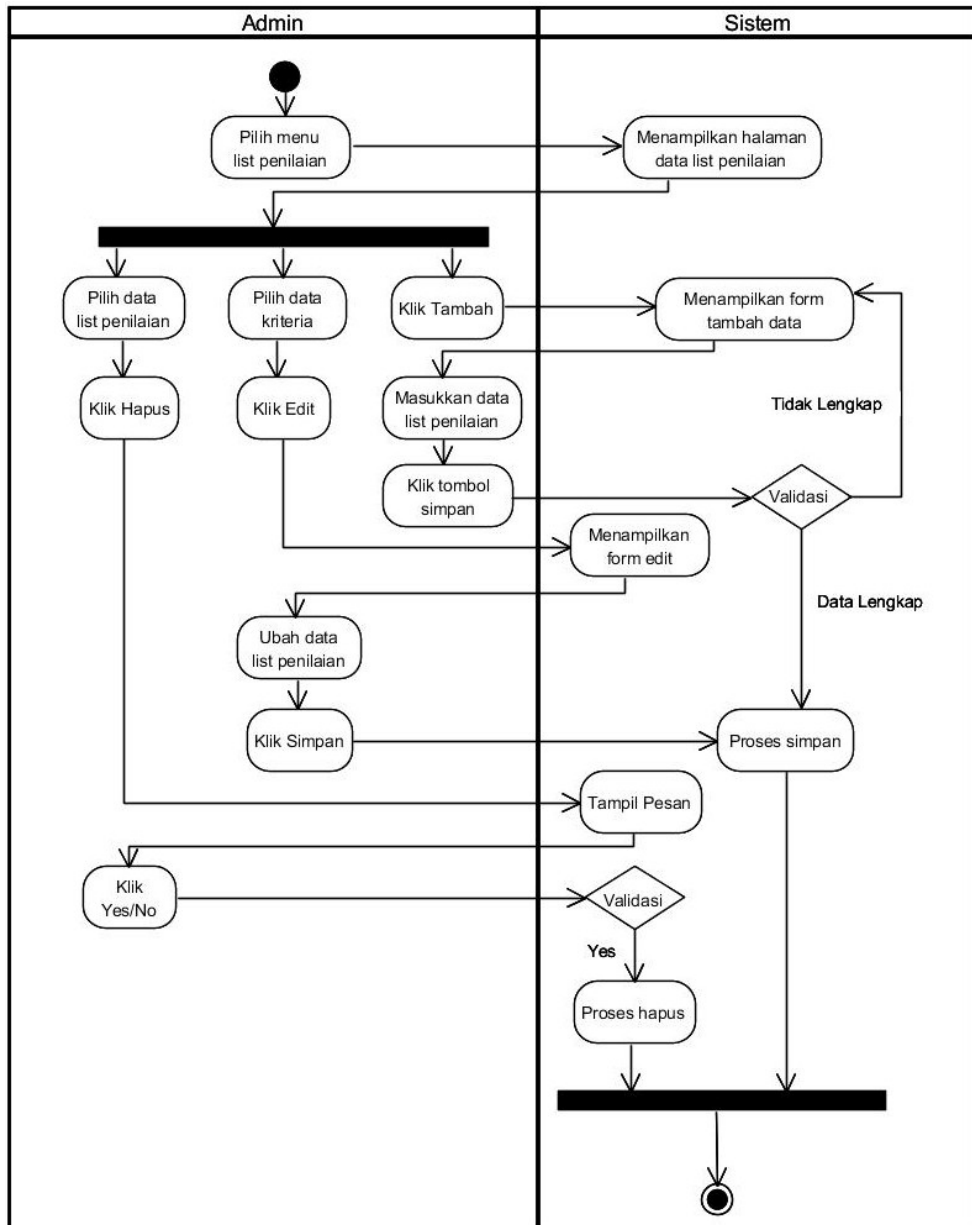 Admin
Sistem
Pilih menu
list penilaian
Menampilkan halaman
data list penilaian
Pilih data
list penilaian
Pilih data
kriteria
Klik Tambah
Menampilkan form
tambah data
Klik Hapus
Klik Edit
Masukkan data
list penilaian
Tidak Lengkap
Klik tombol
simpan
Validasi
Menampilkan
form edit
Data Lengkap
Ubah data
list penilaian
Klik Simpan
Proses simpan
Tampil Pesan
Klik
Yes/No
Validasi
Yes
Proses hapus